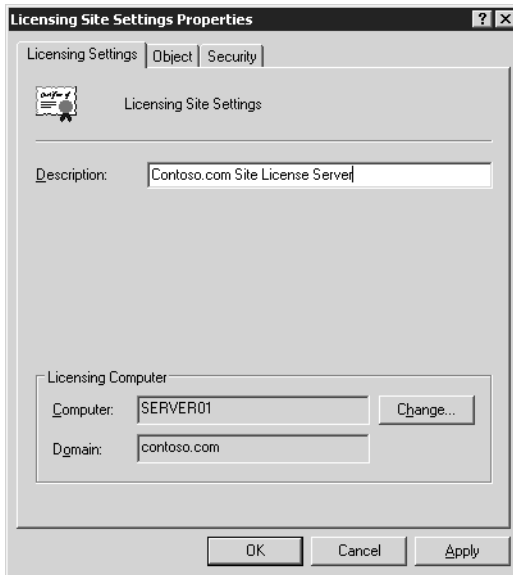 Licensing Site Settings Properties
Licensing Settings Object Security
Licensing Site Settings
Description: Contoso.com Site License Server
Licensing Computer
Computer: SERVER01 Change...
Domain: contoso.com
OK Cancel Apply